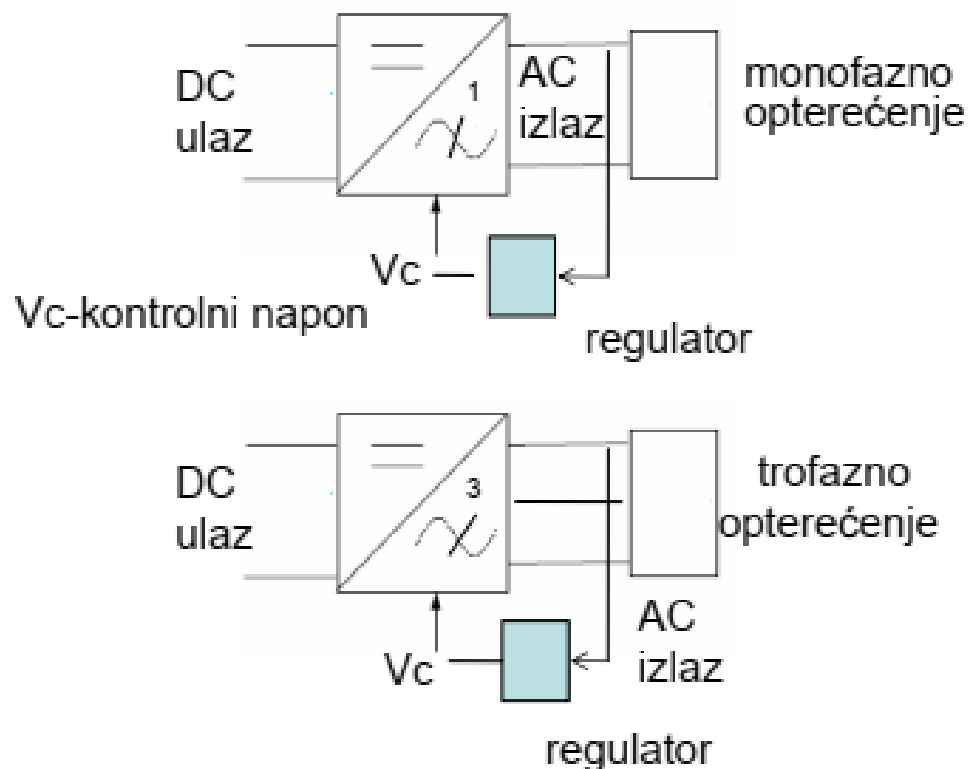 DC
ulaz
1
AC
izlaz
monofazno
opterećenje
Vc
Vc-kontrolni napon
regulator
DC
ulaz
3
trofazno
opterećenje
Vc
AC
izlaz
regulator